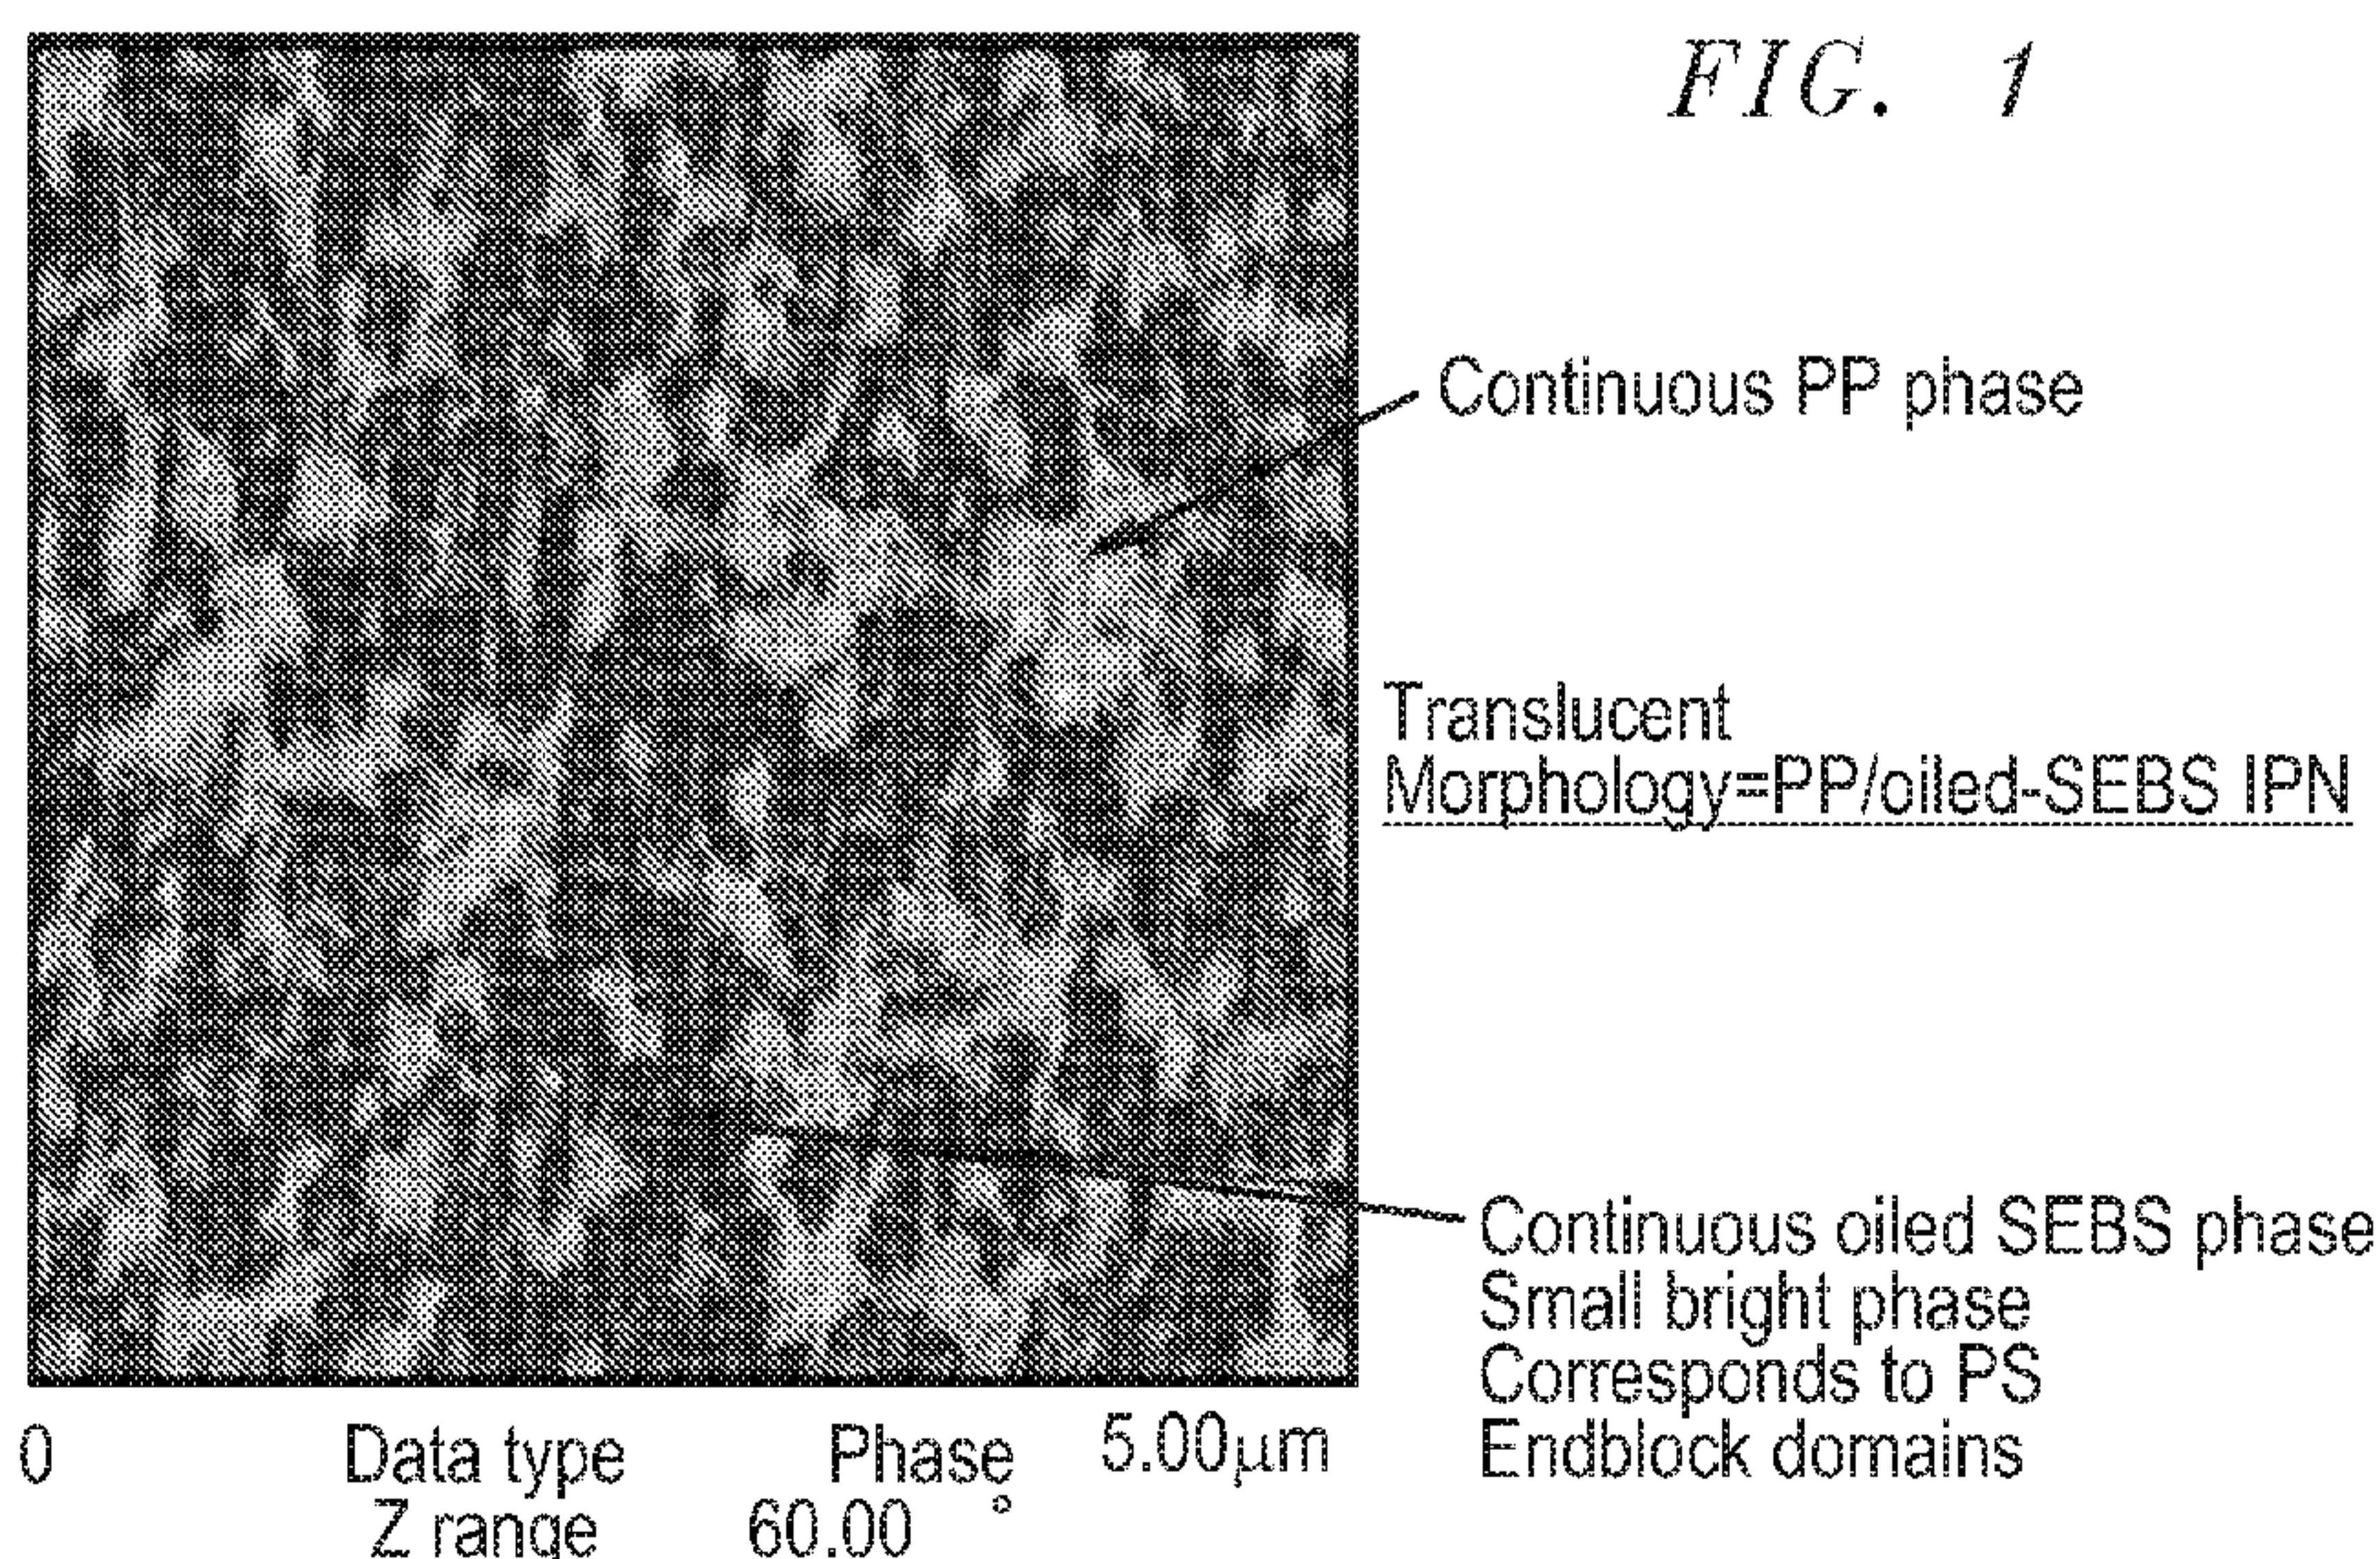 FIG. 1
Continuous PP phase
Translucent
Morphology=PP/oiled-SEBS IPN
Continuous oiled SEBS phase
Small bright phase
Corresponds to PS
Endblock domains
0 Data type Phase 5.00µm
Z range 60.00 °